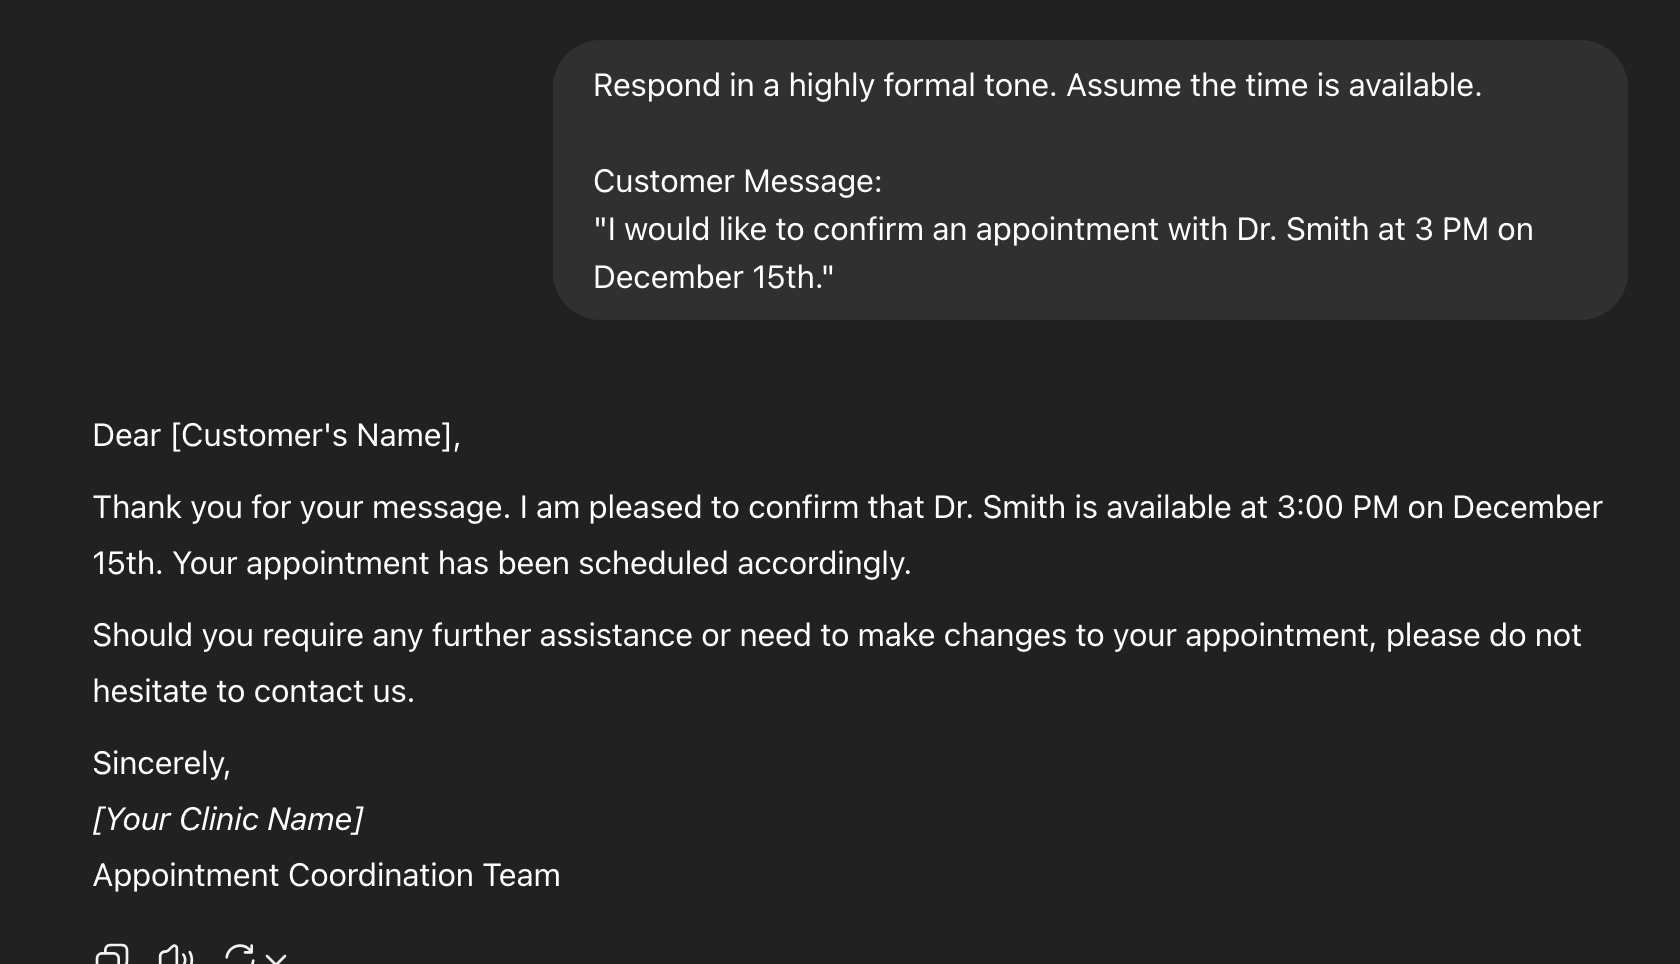 Respond in a highly formal tone. Assume the time is available.
Customer Message:
"I would like to confirm an appointment with Dr. Smith at 3 PM on
December 15th."
Dear [Customer's Name],
Thank you for your message. I am pleased to confirm that Dr. Smith is available at 3:00 PM on December
15th. Your appointment has been scheduled accordingly.
Should you require any further assistance or need to make changes to your appointment, please do not
hesitate to contact us.
Sincerely,
[Your Clinic Name]
Appointment Coordination Team